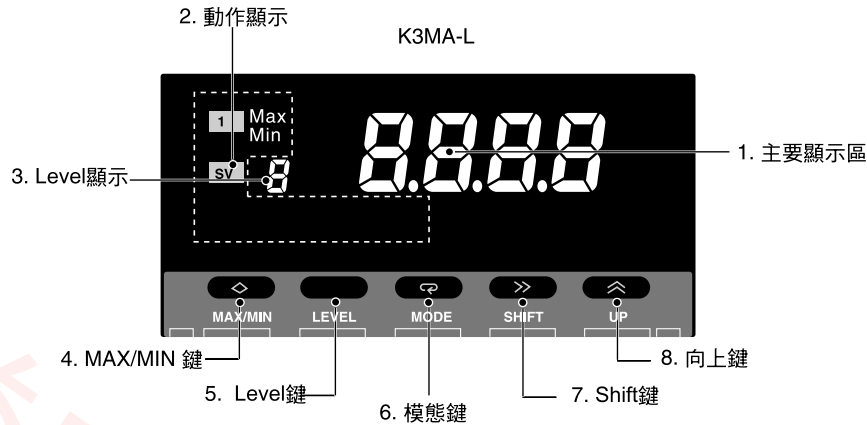 2. 動作顯示
K3MA-L
1 Max
Min
8.8.8.8
1. 主要顯示區
SV 8
3. Level顯示
MAX/MIN LEVEL MODE SHIFT UP
4. MAX/MIN 鍵
8. 向上鍵
5. Level鍵
7. Shift鍵
6. 模態鍵